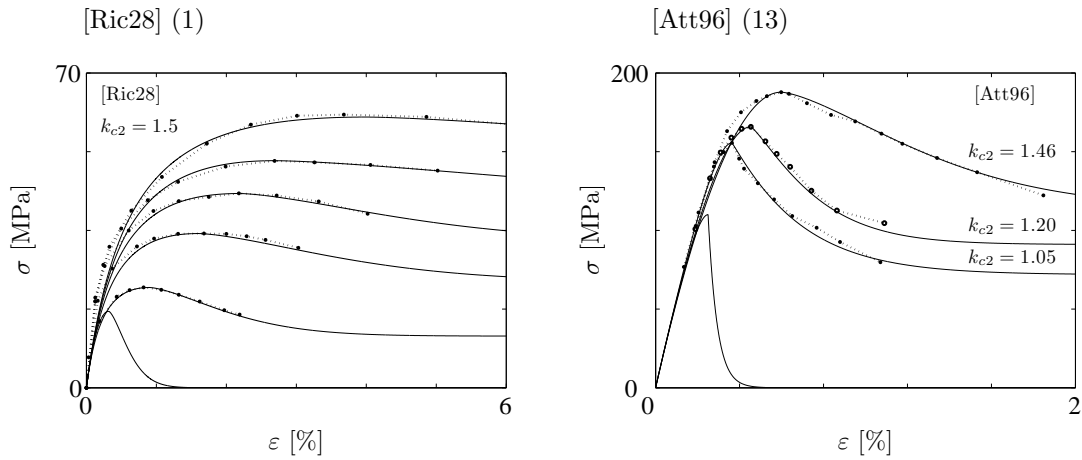 [Ric28] (1)
70
[Ric28]
k_{c2} = 1.5
σ [MPa]
0
0
6
ε [%]
[Att96] (13)
200
[Att96]
k_{c2} = 1.46
k_{c2} = 1.20
k_{c2} = 1.05
σ [MPa]
0
0
2
ε [%]